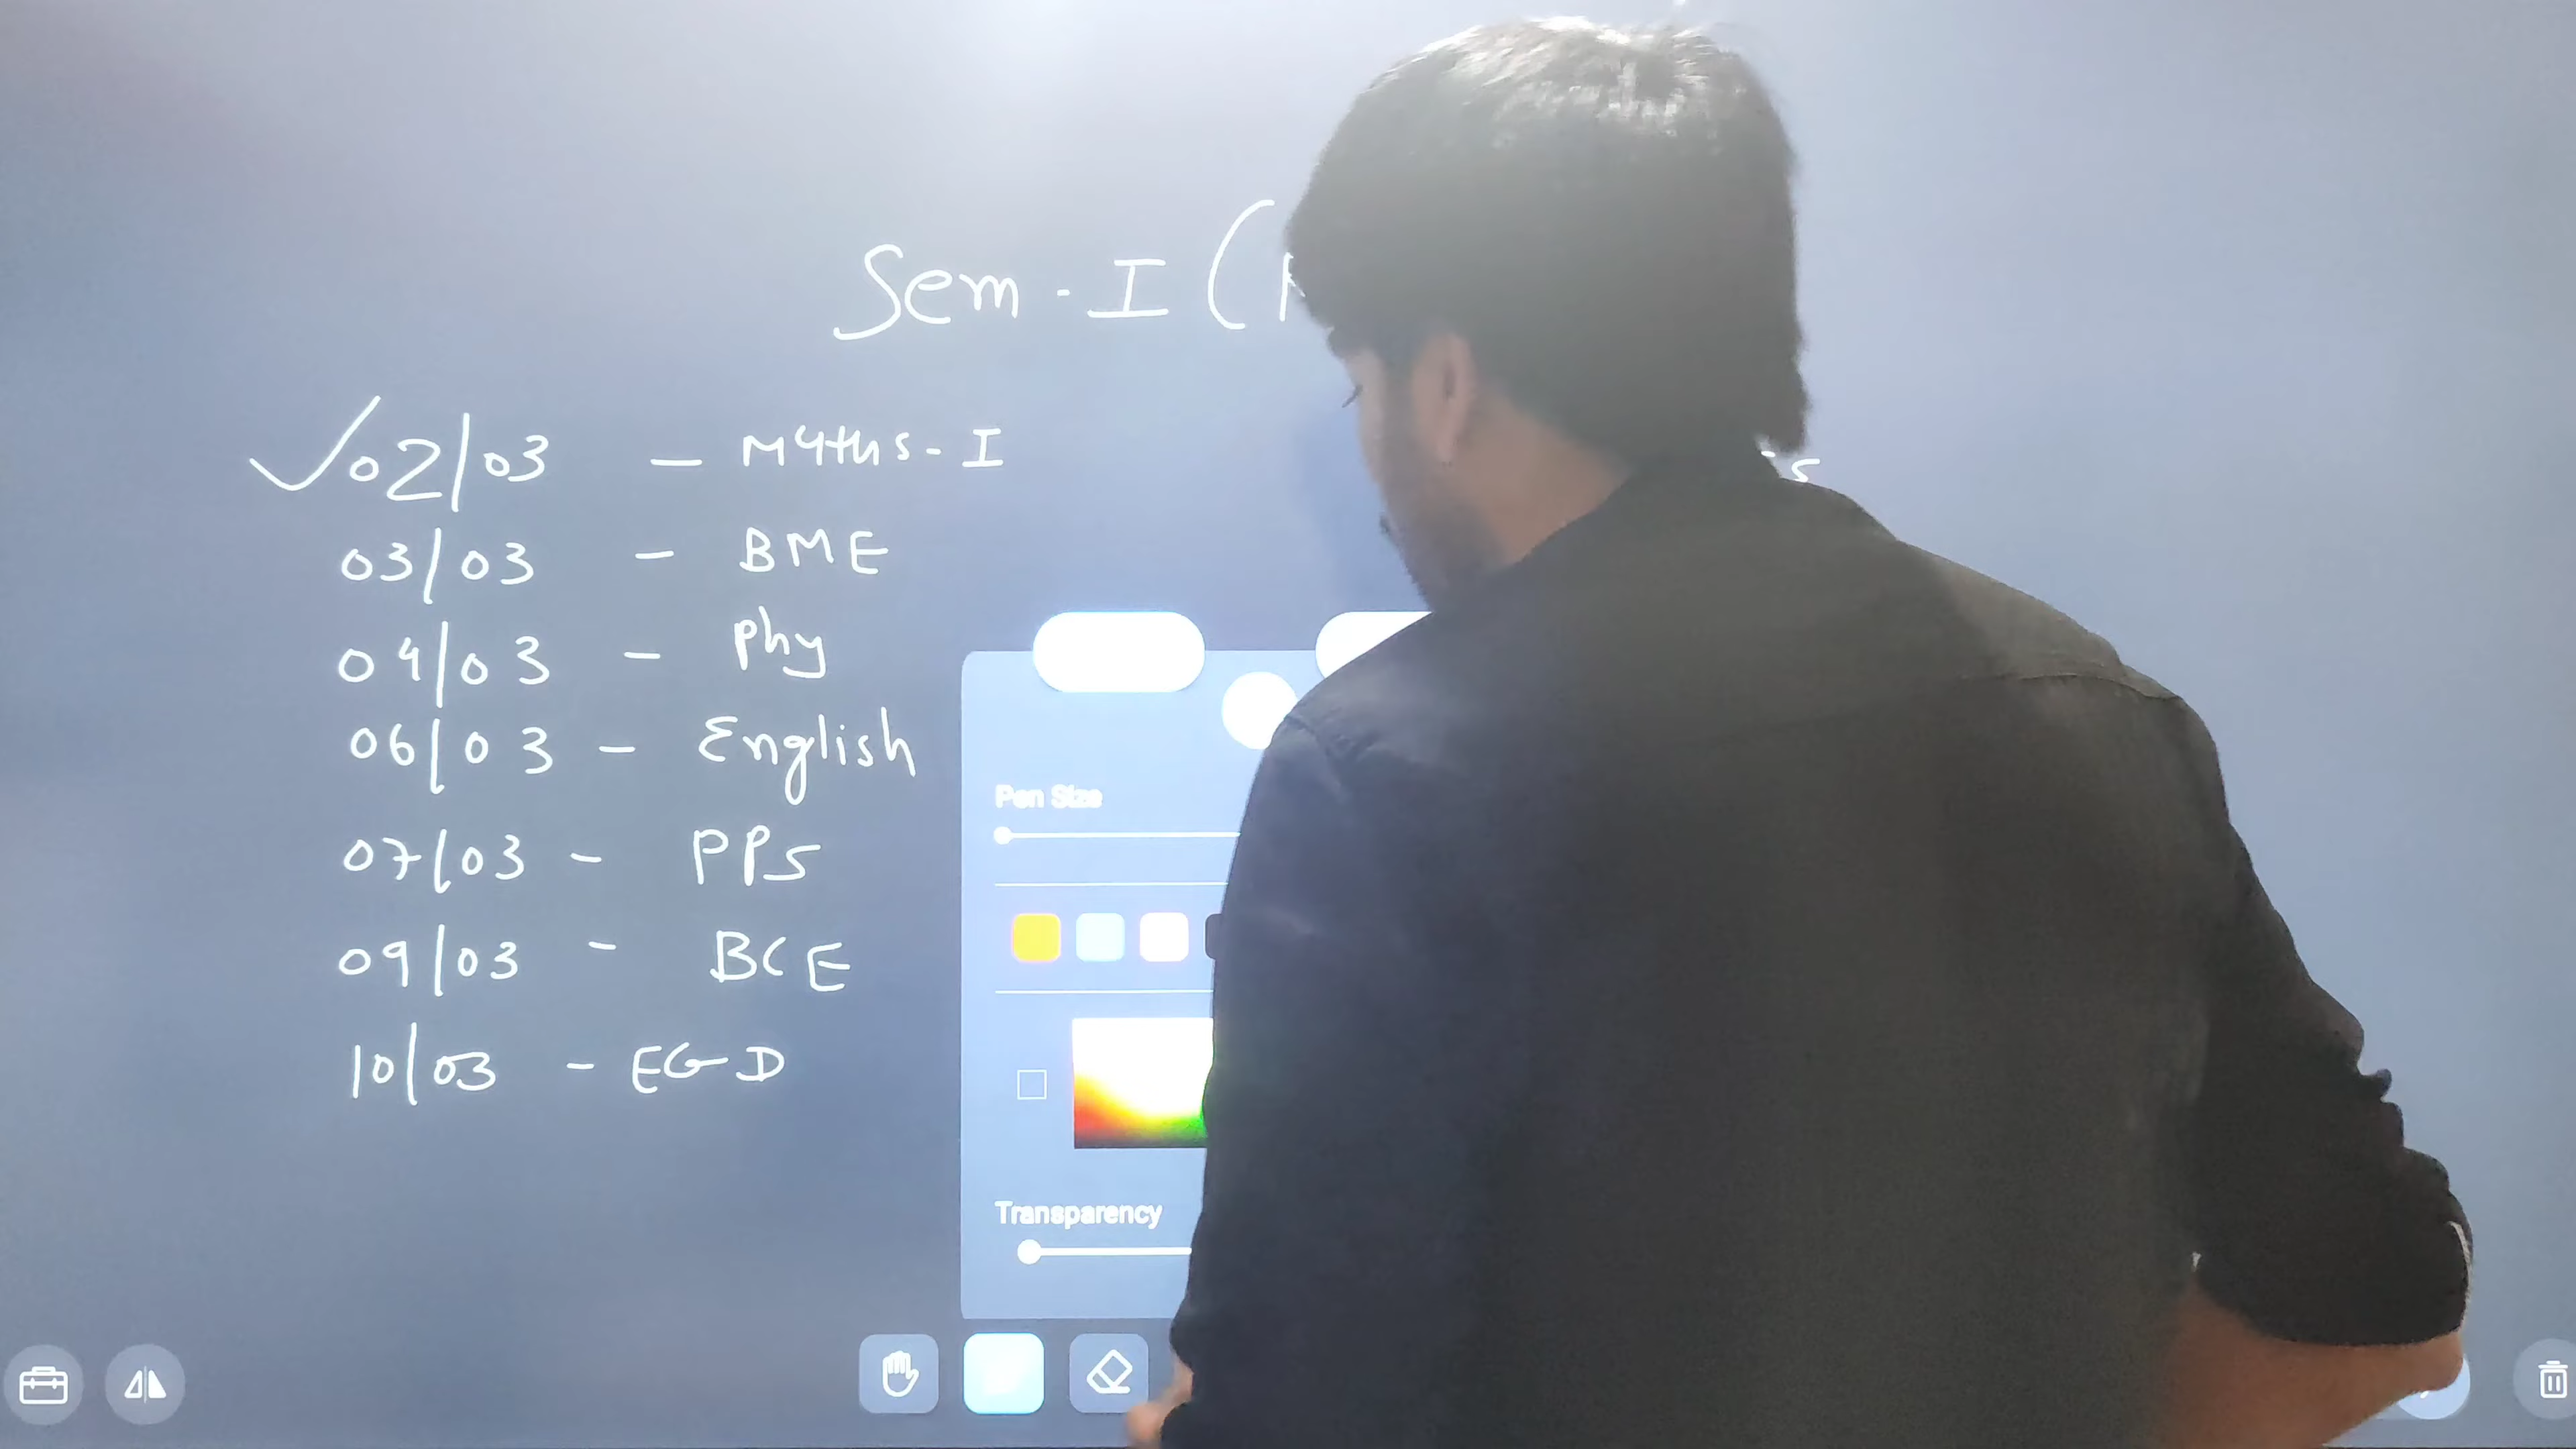 Sem - I (
✓ 02/03 — Maths - I
03/03 — BME
04/03 — Phy
06/03 — English
07/03 — PPS
09/03 — BCE
10/03 — EGD
Pen Size
Transparency